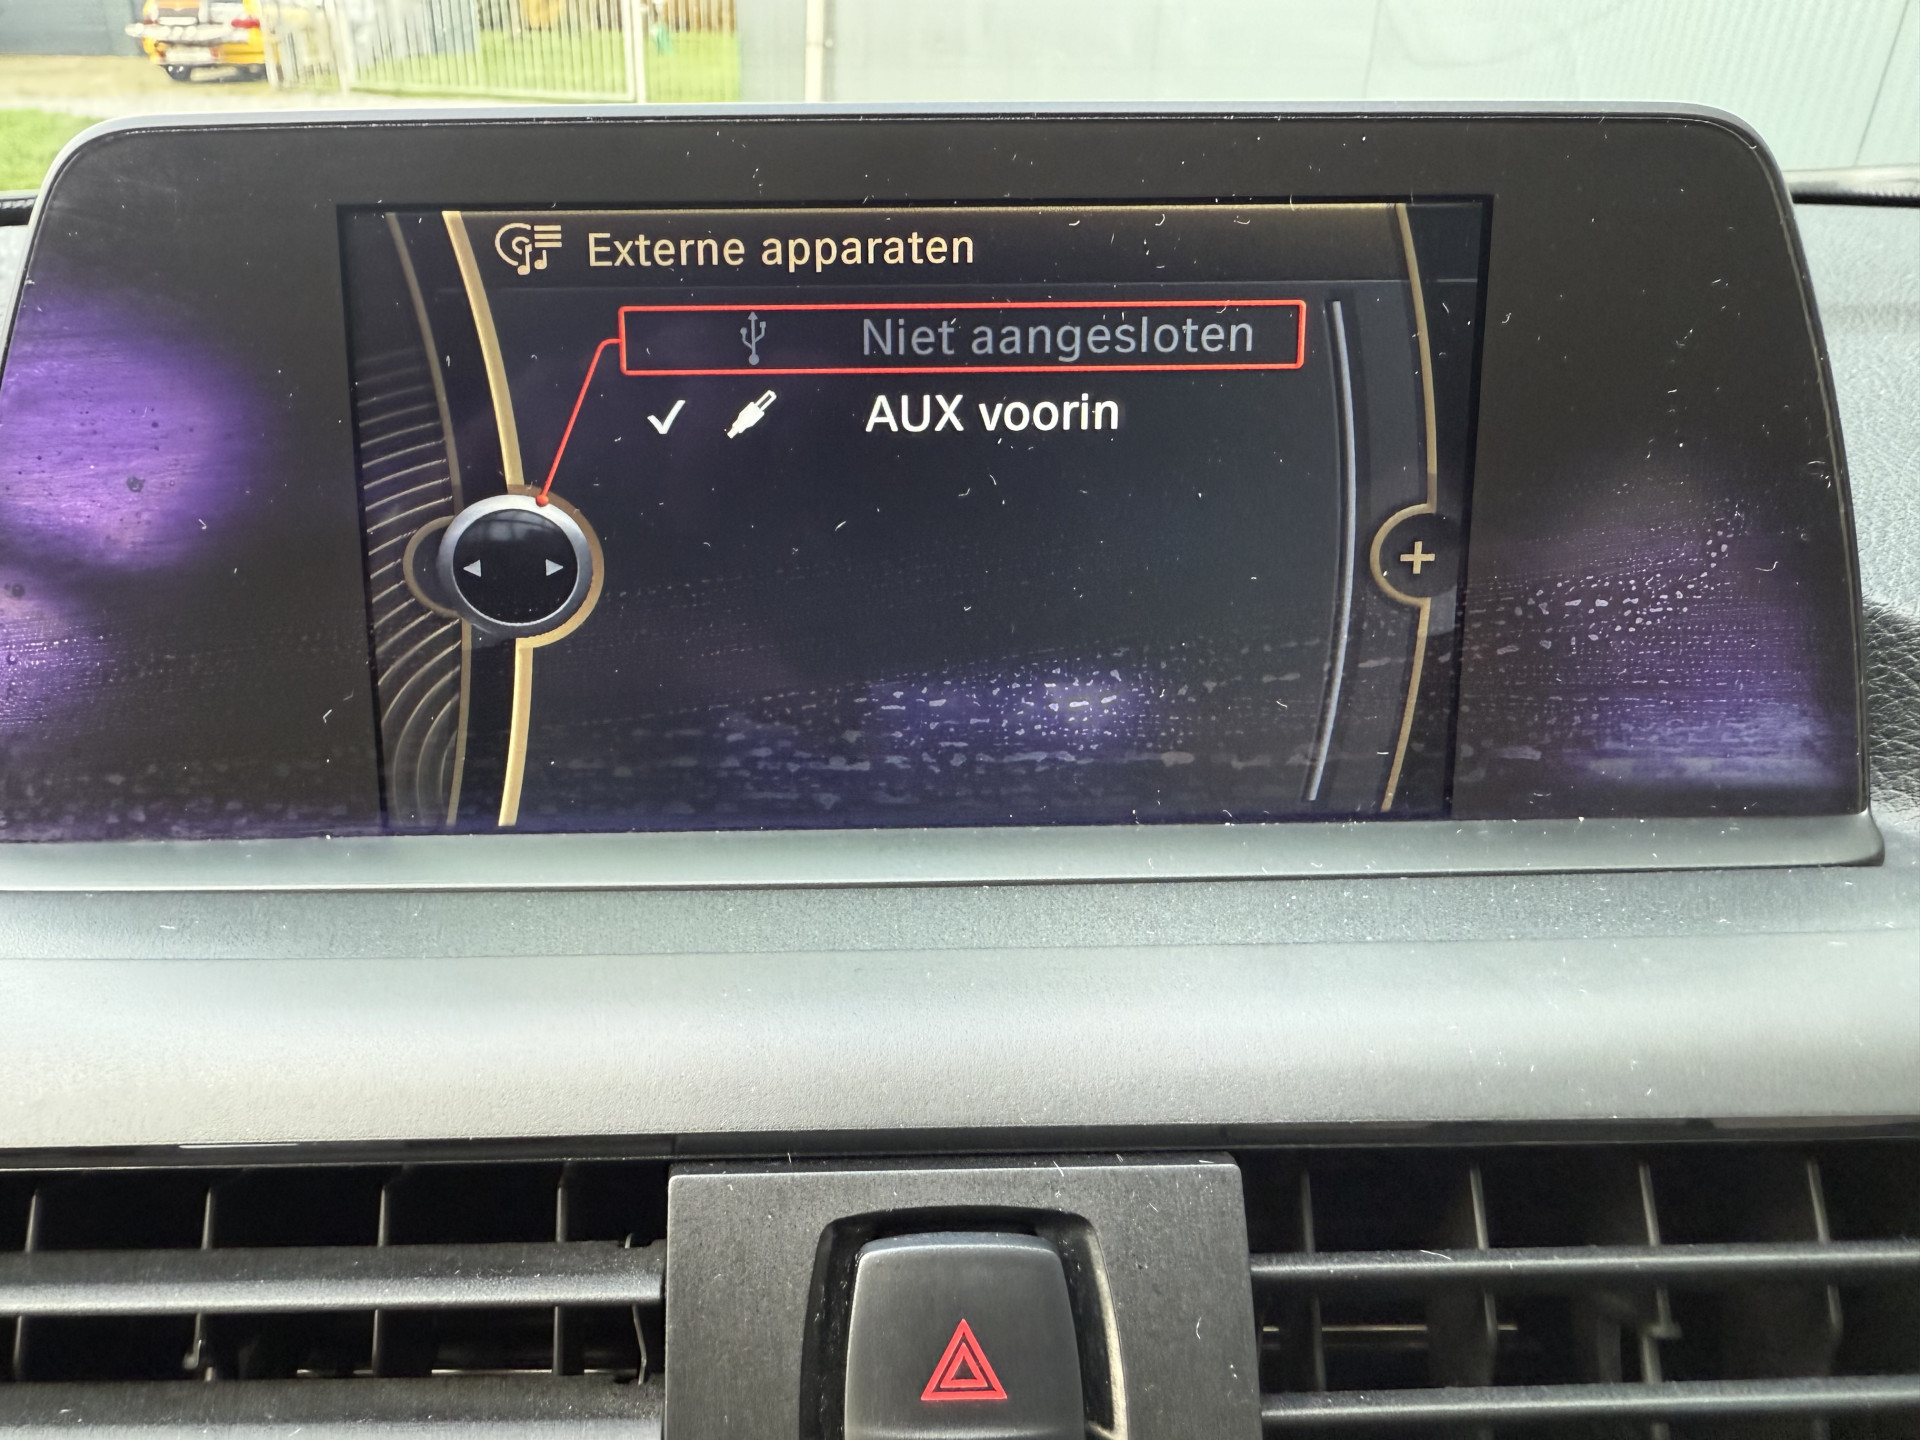 Externe apparaten
Niet aangesloten
AUX voorin